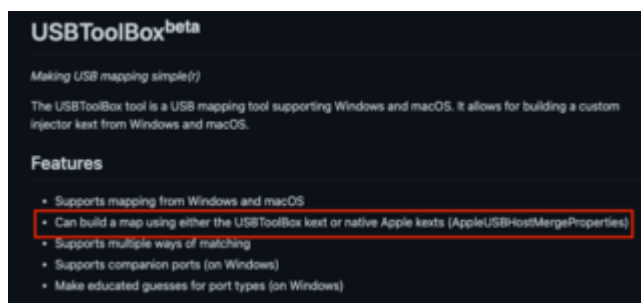 USBToolBoxbeta
Making USB mapping simple(r)
The USBToolBox tool is a USB mapping tool supporting Windows and macOS. It allows for building a custom
injector kext from Windows and macOS.
Features
• Supports mapping from Windows and macOS
• Can build a map using either the USBToolBox kext or native Apple kexts (AppleUSBHostMergeProperties)
• Supports multiple ways of matching
• Supports companion ports (on Windows)
• Make educated guesses for port types (on Windows)